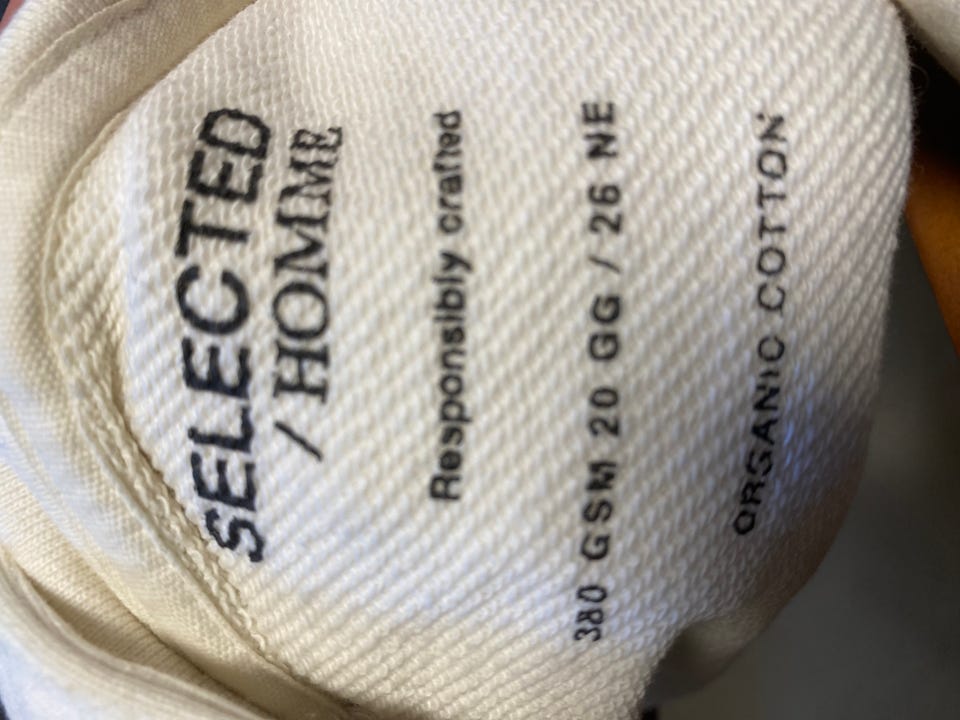 SELECTED
/HOMME
Responsibly crafted
380 GSM 20 GG / 26 NE
ORGANIC COTTON